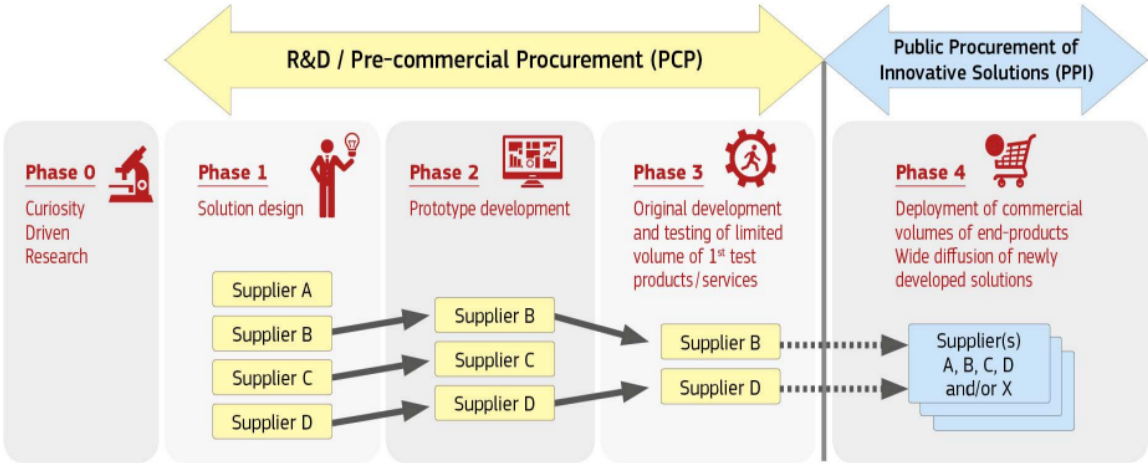 R&D / Pre-commercial Procurement (PCP)
Public Procurement of
Innovative Solutions (PPI)
Phase 0
Curiosity
Driven
Research
Phase 1
Solution design
Supplier A
Supplier B
Supplier C
Supplier D
Phase 2
Prototype development
Supplier B
Supplier C
Supplier D
Phase 3
Original development
and testing of limited
volume of 1st test
products/services
Supplier B
Supplier D
Phase 4
Deployment of commercial
volumes of end-products
Wide diffusion of newly
developed solutions
Supplier(s)
A, B, C, D
and/or X